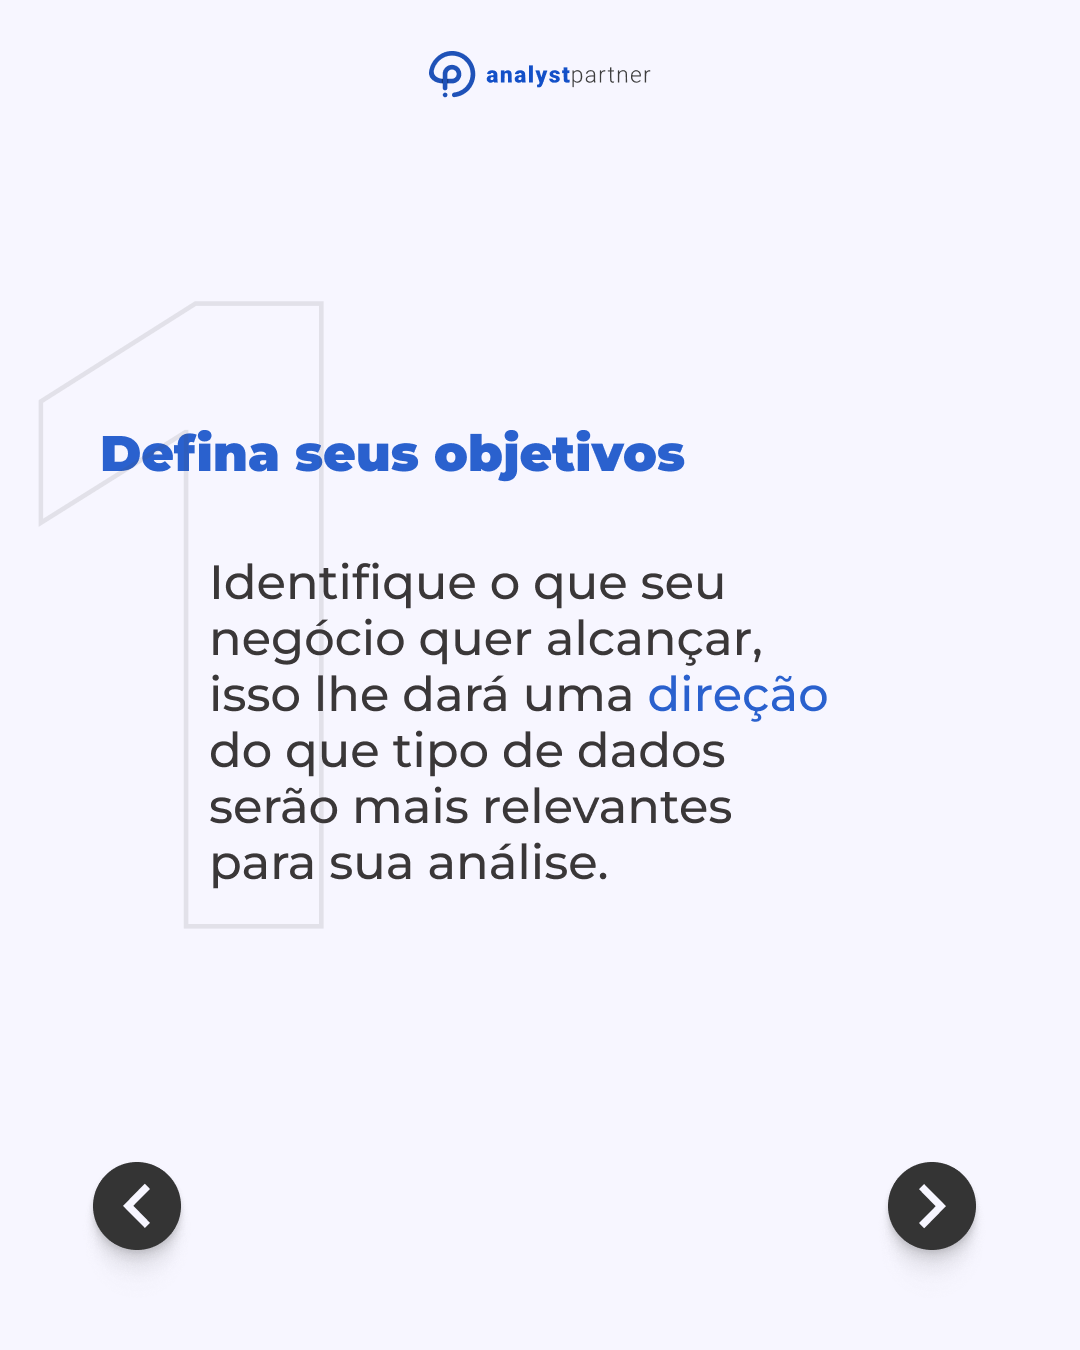 analystpartner
1
Defina seus objetivos
Identifique o que seu
negócio quer alcançar,
isso lhe dará uma direção
do que tipo de dados
serão mais relevantes
para sua análise.